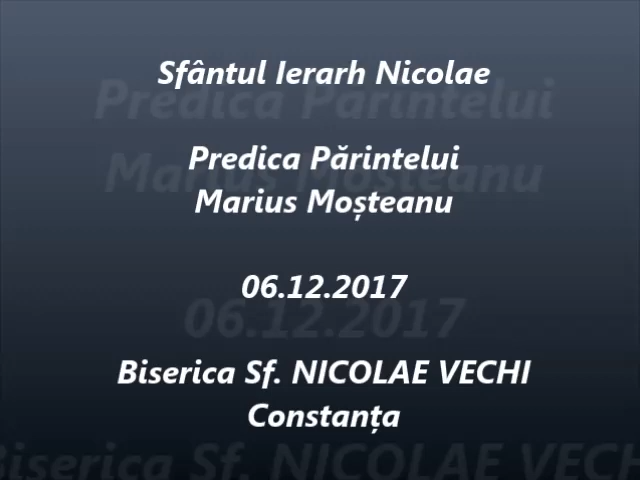 Sfântul Ierarh Nicolae
Predica Părintelui
Marius Moșteanu
06.12.2017
Biserica Sf. NICOLAE VECHI
Constanța